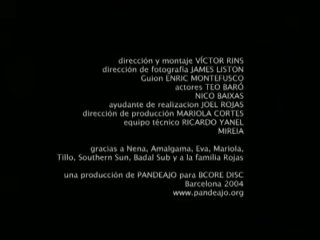 dirección y montaje VÍCTOR RINS
dirección de fotografía JAMES LISTON
Guion ENRIC MONTEFUSCO
actores TEO BARÓ
NICO BAIXAS
ayudante de realizacion JOEL ROJAS
dirección de producción MARIOLA CORTES
equipo técnico RICARDO YANEL
MIREIA
gracias a Nena, Amalgama, Eva, Mariola,
Tillo, Southern Sun, Badal Sub y a la familia Rojas
una producción de PANDEAJO para BCORE DISC
Barcelona 2004
www.pandeajo.org